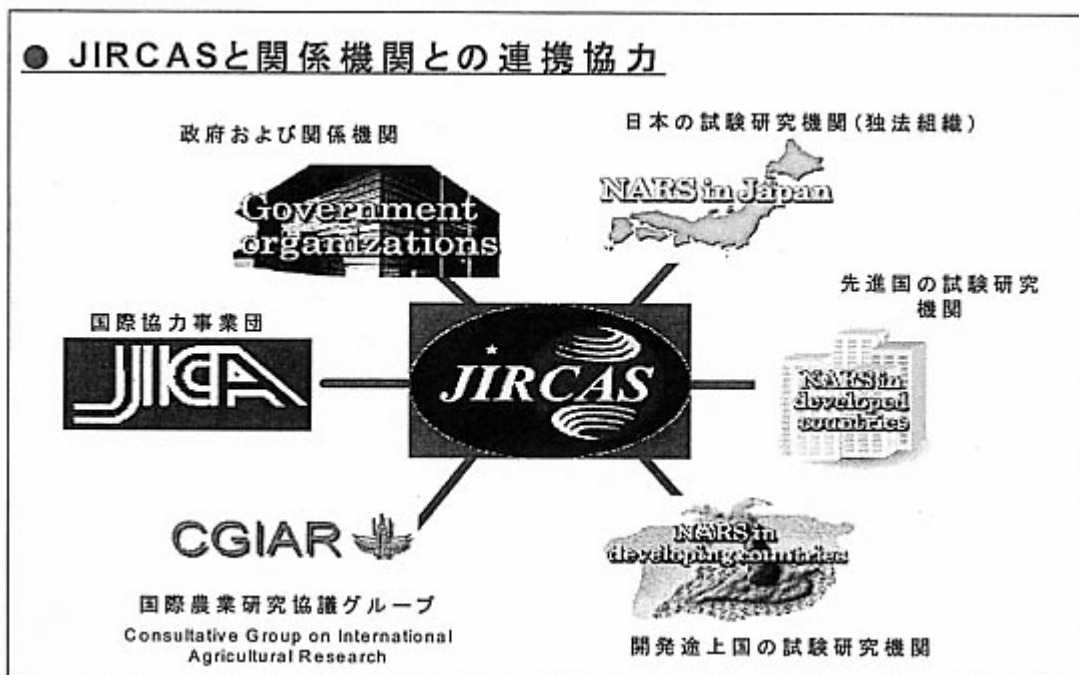 ● JIRCASと関係機関との連携協力
政府および関係機関
Government
organizations
日本の試験研究機関(独法組織)
NARS in Japan
国際協力事業団
JICA
JIRCAS
先進国の試験研究
機関
NARS in
developed
countries
CGIAR
国際農業研究協議グループ
Consultative Group on International
Agricultural Research
NARS in
developing countries
開発途上国の試験研究機関